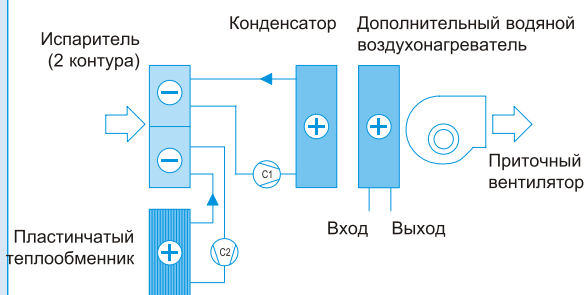 Испаритель
(2 контура)
Конденсатор
Дополнительный водяной
воздухонагреватель
C1
Приточный
вентилятор
Вход
Выход
Пластинчатый
теплообменник
C2